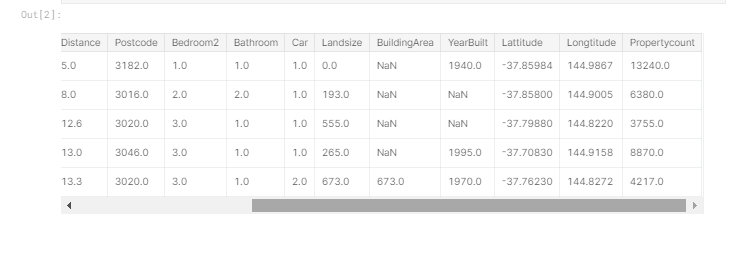 Out[2]:
Distance Postcode Bedroom2 Bathroom Car Landsize BuildingArea YearBuilt Lattitude Longtitude Propertycount
5.0 3182.0 1.0 1.0 1.0 0.0 NaN 1940.0 -37.85984 144.9867 13240.0
8.0 3016.0 2.0 2.0 1.0 193.0 NaN NaN -37.85800 144.9005 6380.0
12.6 3020.0 3.0 1.0 1.0 555.0 NaN NaN -37.79880 144.8220 3755.0
13.0 3046.0 3.0 1.0 1.0 265.0 NaN 1995.0 -37.70830 144.9158 8870.0
13.3 3020.0 3.0 1.0 2.0 673.0 673.0 1970.0 -37.76230 144.8272 4217.0